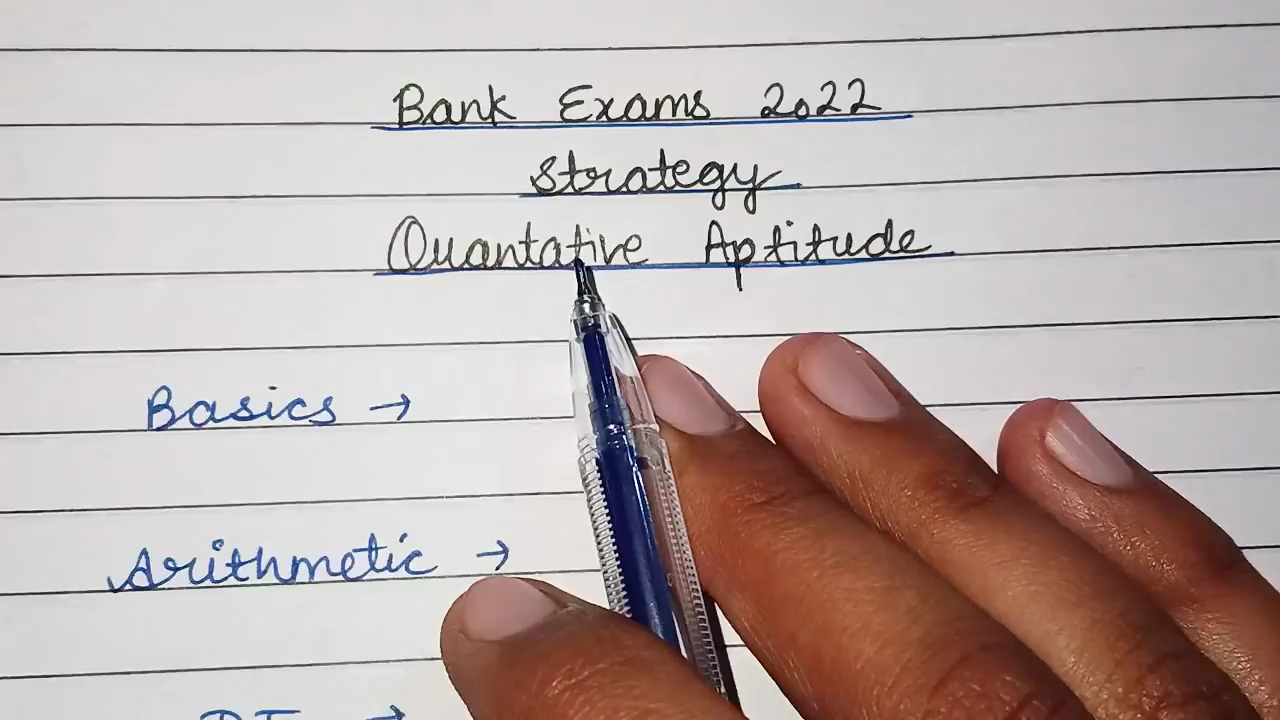 Bank Exams 2022
Strategy
Quantative Aptitude
Basics →
Arithmetic →